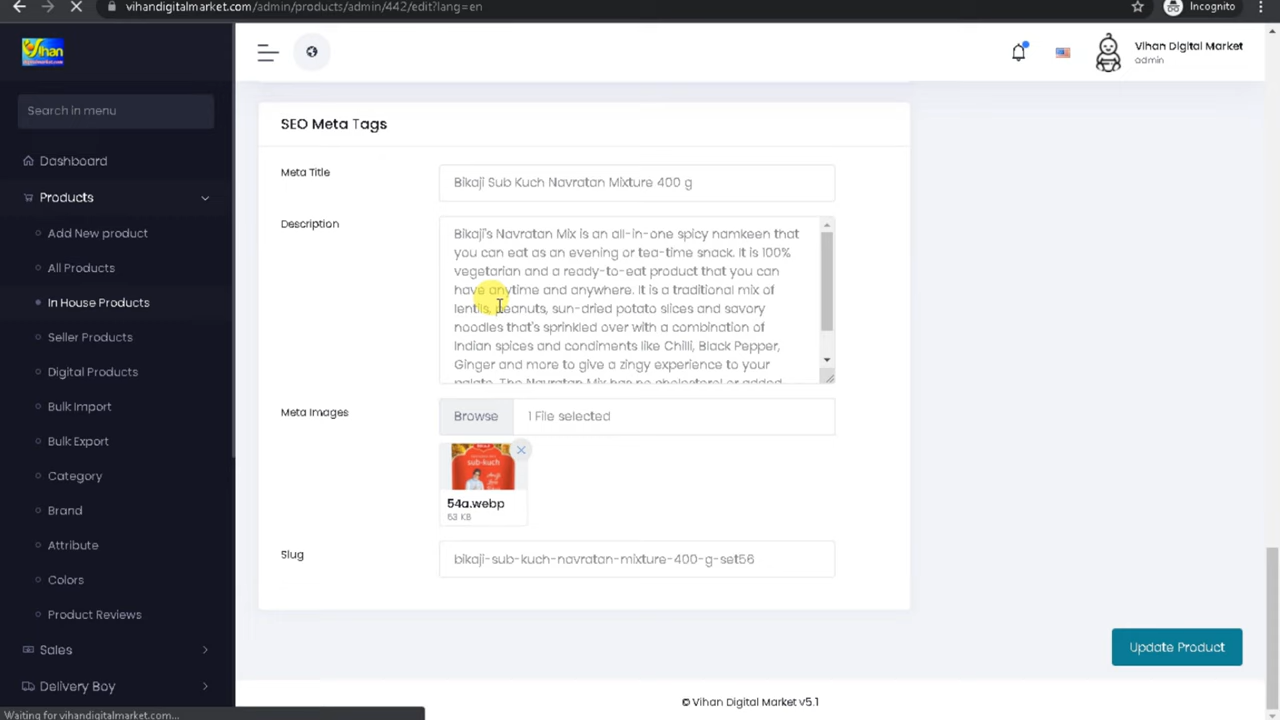 vihandigitalmarket.com/admin/products/admin/442/edit?lang=en
Incognito
Vihan
Search in menu
Dashboard
Products
Add New product
All Products
In House Products
Seller Products
Digital Products
Bulk Import
Bulk Export
Category
Brand
Attribute
Colors
Product Reviews
Sales
Delivery Boy
Vihan Digital Market
admin
SEO Meta Tags
Meta Title
Bikaji Sub Kuch Navratan Mixture 400 g
Description
Bikaji's Navratan Mix is an all-in-one spicy namkeen that
you can eat as an evening or tea-time snack. It is 100%
vegetarian and a ready-to-eat product that you can
have anytime and anywhere. It is a traditional mix of
lentils, peanuts, sun-dried potato slices and savory
noodles that's sprinkled over with a combination of
Indian spices and condiments like Chilli, Black Pepper,
Ginger and more to give a zingy experience to your
palate. The Navratan Mix has no cholesterol or added
Meta Images
Browse
1 File selected
sub-kuch
54a.webp
53 KB
Slug
bikaji-sub-kuch-navratan-mixture-400-g-set56
Update Product
© Vihan Digital Market v5.1
Waiting for vihandigitalmarket.com...